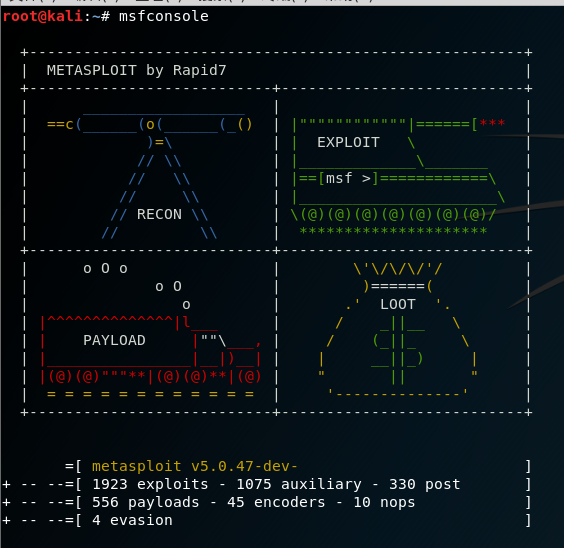 root@kali:~# msfconsole
METASPLOIT by Rapid7
==c(______(o(______(_()
|""""""""""""|======[***
)=\
EXPLOIT \
// \\
|_____________\_______
// \\
|==[msf >]============\
// \\
|______________________\
// RECON \\
\(@)(@)(@)(@)(@)(@)(@)/
// \\
*********************
o O o
\'\/\/\/'/
o O
)======(
o
.' LOOT '.
|^^^^^^^^^^^^^^|l___
/ _||__ \
| PAYLOAD |""\___,
/ (_||_ \
|________________|__|)__|
| __||_) |
|(@)(@)"""**|(@)(@)**|(@)
" || "
= = = = = = = = = = = =
'--------------'
=[ metasploit v5.0.47-dev- ]
+ -- --=[ 1923 exploits - 1075 auxiliary - 330 post ]
+ -- --=[ 556 payloads - 45 encoders - 10 nops ]
+ -- --=[ 4 evasion ]